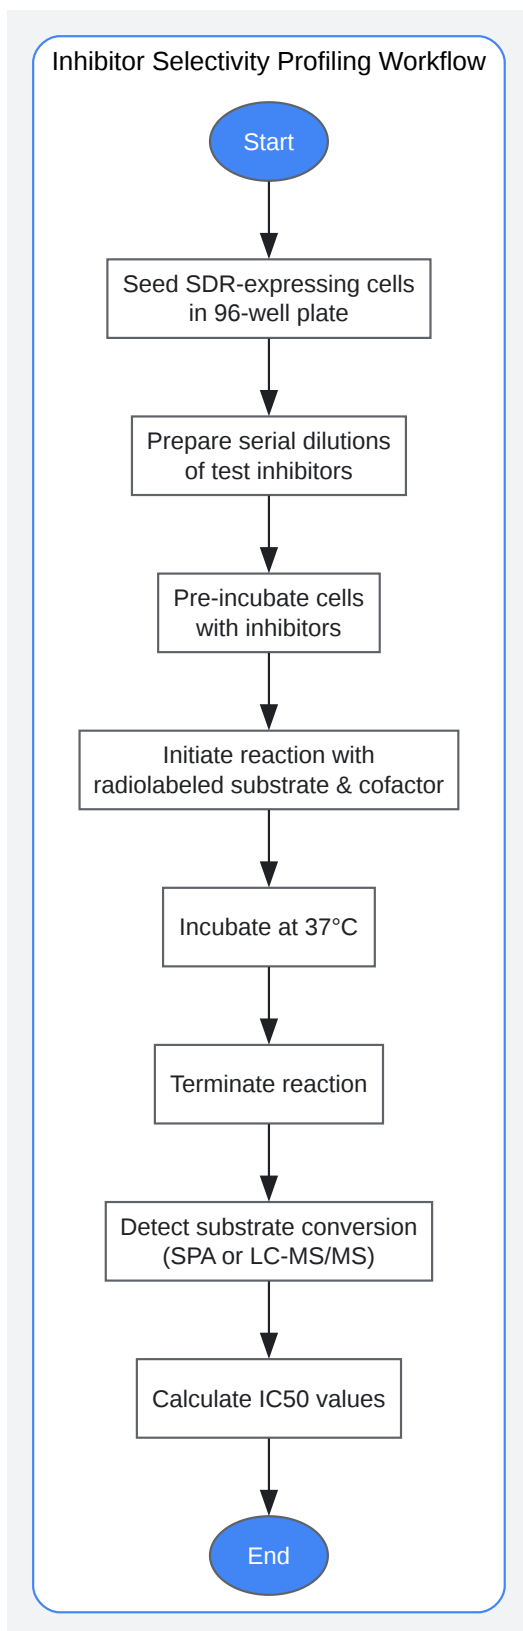 Inhibitor Selectivity Profiling Workflow
Start
Seed SDR-expressing cells
in 96-well plate
Prepare serial dilutions
of test inhibitors
Pre-incubate cells
with inhibitors
Initiate reaction with
radiolabeled substrate & cofactor
Incubate at 37°C
Terminate reaction
Detect substrate conversion
(SPA or LC-MS/MS)
Calculate IC50 values
End